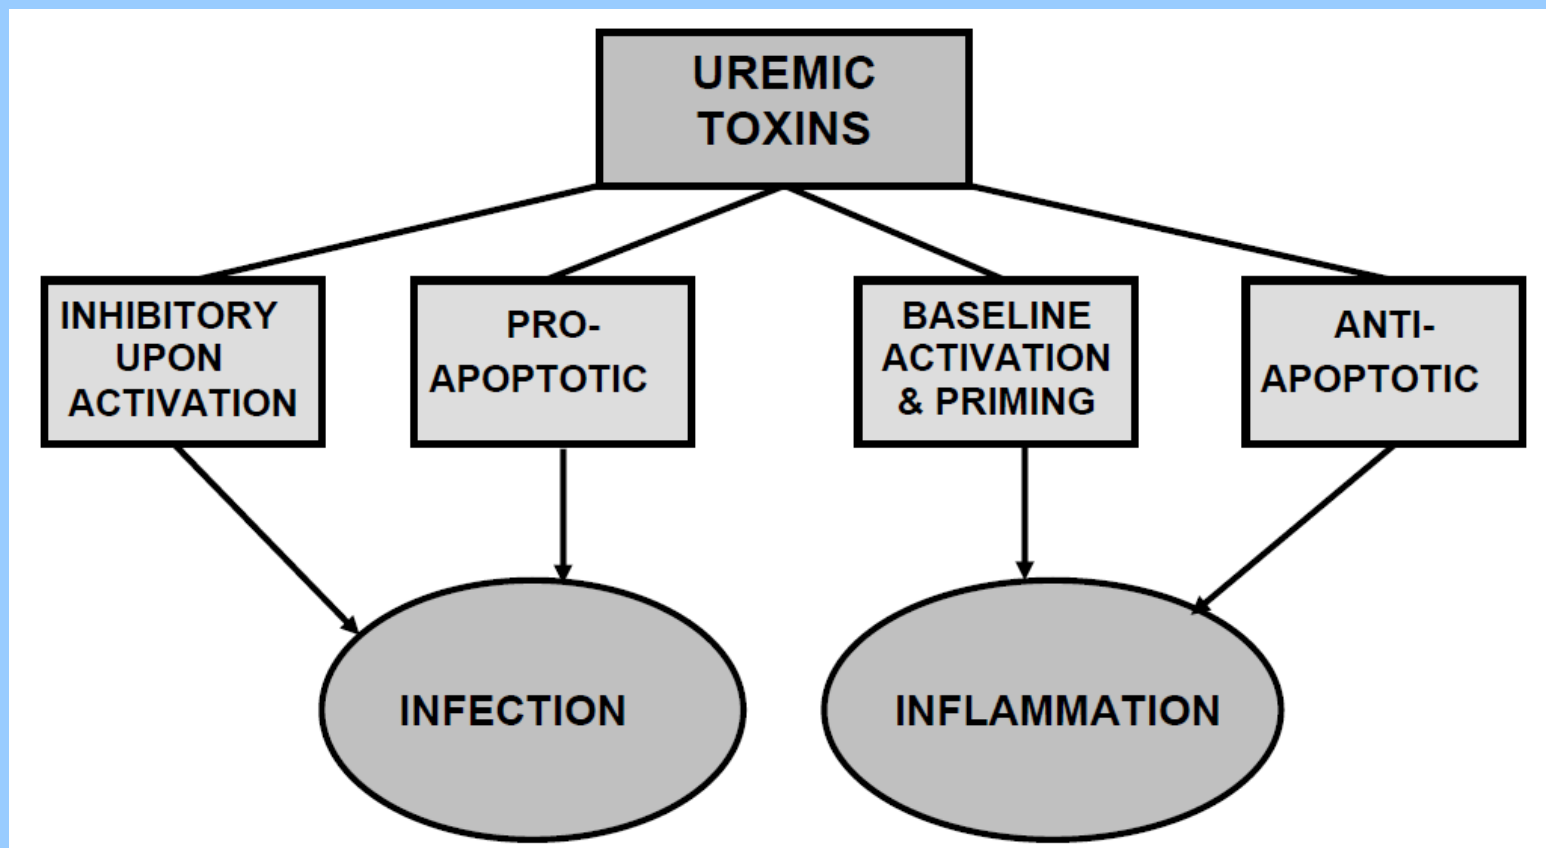 UREMIC
TOXINS
INHIBITORY
UPON
ACTIVATION
PRO-
APOPTOTIC
BASELINE
ACTIVATION
& PRIMING
ANTI-
APOPTOTIC
INFECTION
INFLAMMATION